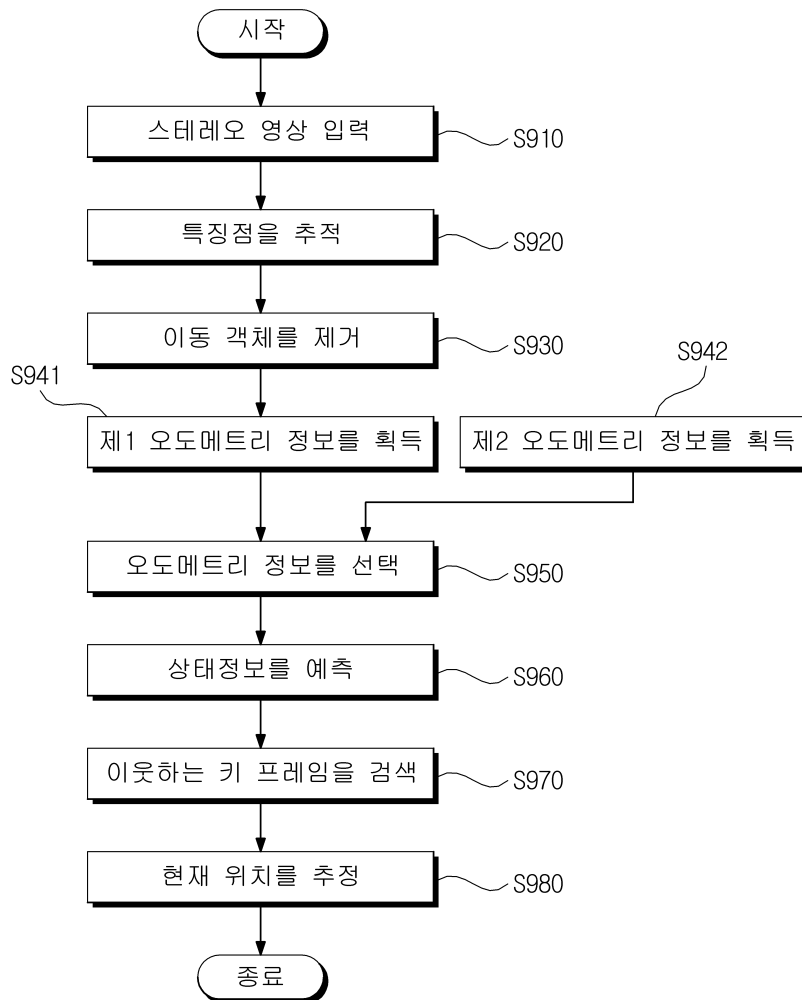 시작
스테레오 영상 입력
S910
특징점을 추적
S920
이동 객체를 제거
S930
S941
S942
제1 오도메트리 정보를 획득
제2 오도메트리 정보를 획득
오도메트리 정보를 선택
S950
상태정보를 예측
S960
이웃하는 키 프레임을 검색
S970
현재 위치를 추정
S980
종료